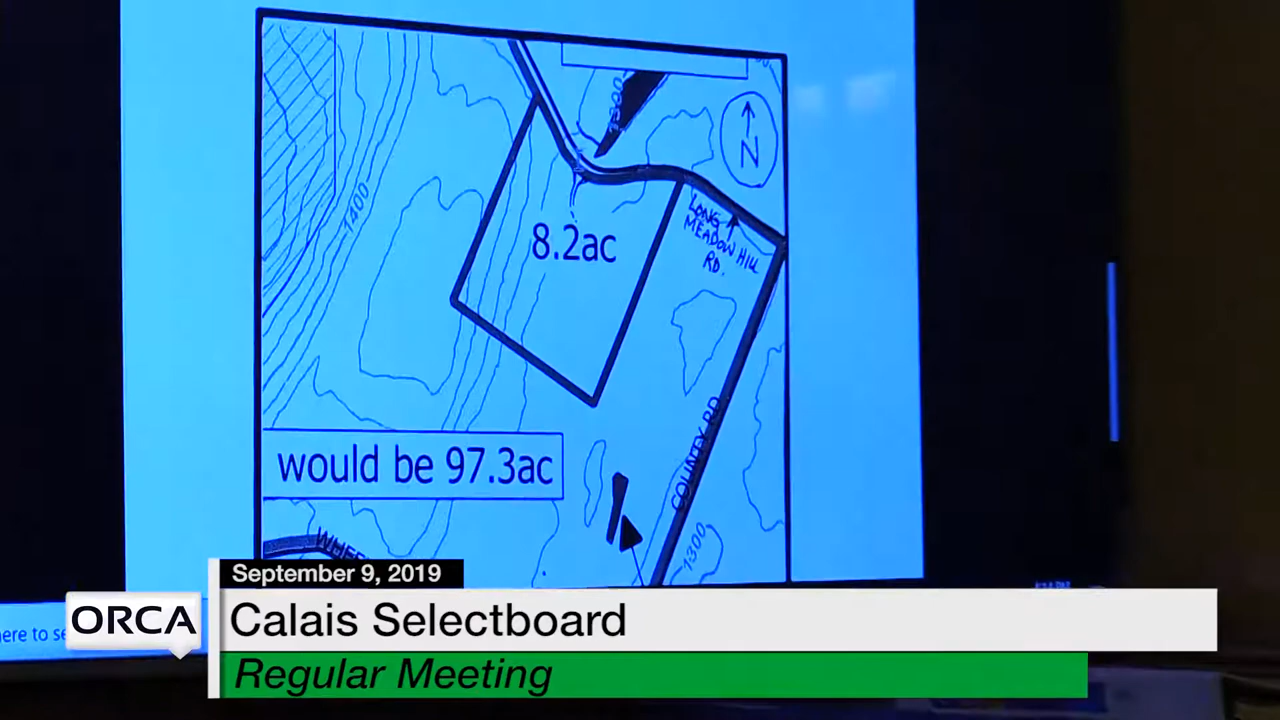 1300
N
1400
LONG
MEADOW HILL
RD.
8.2ac
COUNTY RD
would be 97.3ac
1300
September 9, 2019
ORCA
Calais Selectboard
Regular Meeting